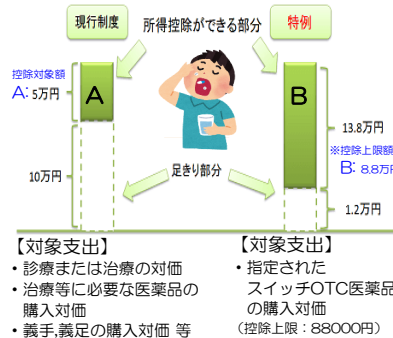 現行制度
所得控除ができる部分
特例
控除対象額
A: 5万円
A
B
13.8万円
※控除上限額
B: 8.8万円
10万円
足きり部分
1.2万円
【対象支出】
・診療または治療の対価
・治療等に必要な医薬品の
購入対価
・義手,義足の購入対価 等
【対象支出】
・指定された
スイッチOTC医薬品
の購入対価
(控除上限：88000円)